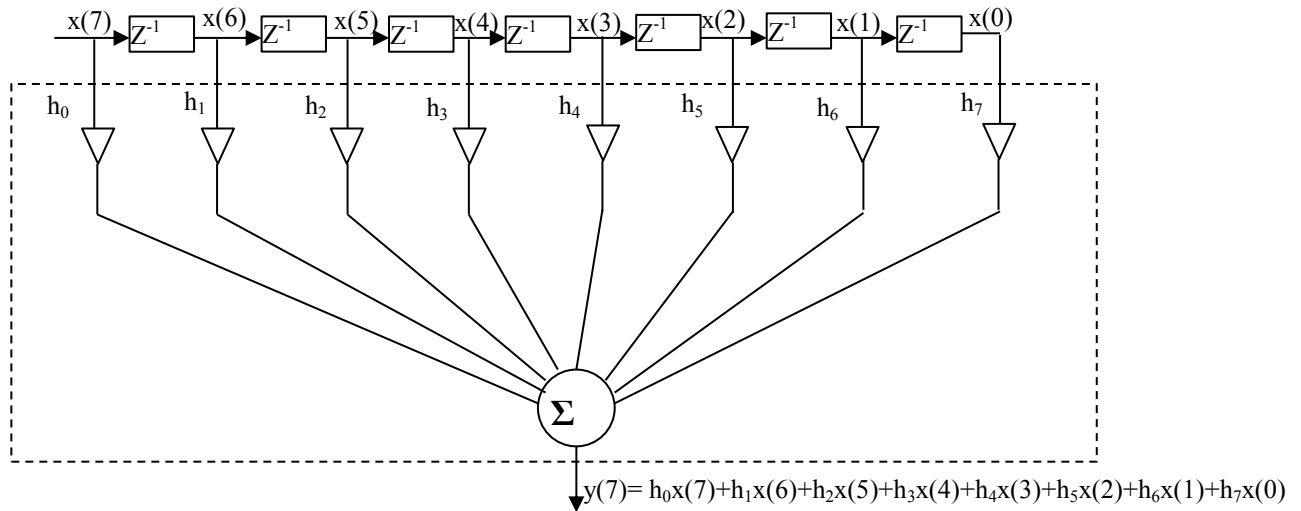 x(7) x(6) x(5) x(4) x(3) x(2) x(1) x(0)
Z⁻¹ Z⁻¹ Z⁻¹ Z⁻¹ Z⁻¹ Z⁻¹ Z⁻¹
h₀ h₁ h₂ h₃ h₄ h₅ h₆ h₇
Σ
y(7)= h₀x(7)+h₁x(6)+h₂x(5)+h₃x(4)+h₄x(3)+h₅x(2)+h₆x(1)+h₇x(0)